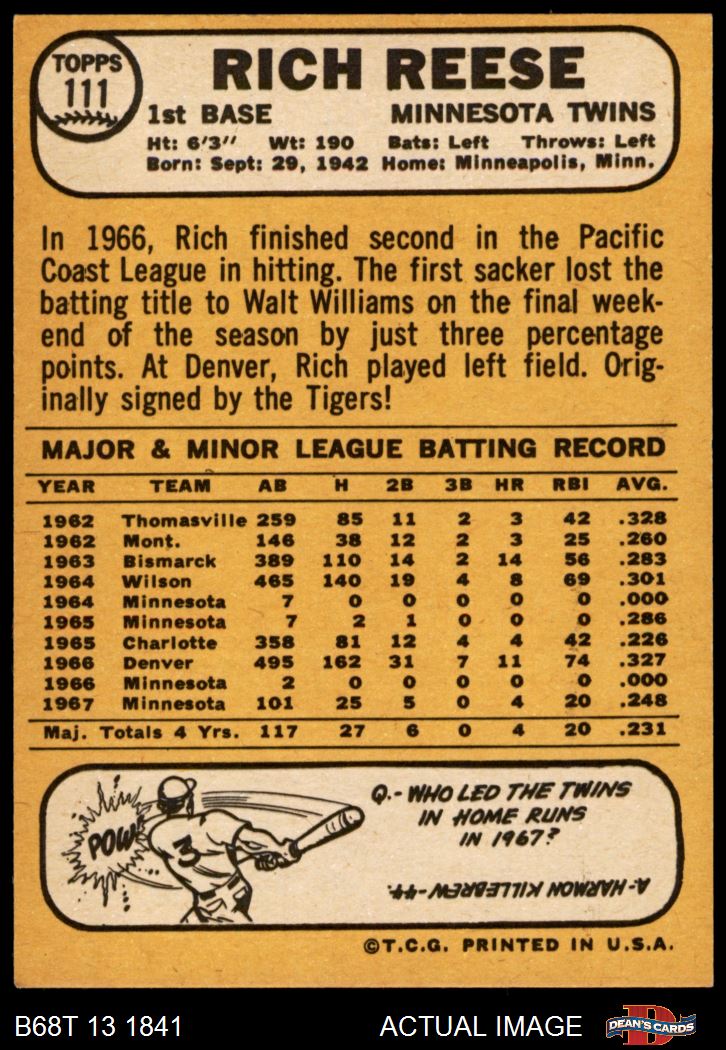 TOPPS
111
RICH REESE
1st BASE MINNESOTA TWINS
Ht: 6'3" Wt: 190 Bats: Left Throws: Left
Born: Sept: 29, 1942 Home: Minneapolis, Minn.
In 1966, Rich finished second in the Pacific
Coast League in hitting. The first sacker lost the
batting title to Walt Williams on the final week-
end of the season by just three percentage
points. At Denver, Rich played left field. Orig-
inally signed by the Tigers!
MAJOR & MINOR LEAGUE BATTING RECORD
YEAR TEAM AB H 2B 3B HR RBI AVG.
1962 Thomasville 259 85 11 2 3 42 .328
1962 Mont. 146 38 12 2 3 25 .260
1963 Bismarck 389 110 14 2 14 56 .283
1964 Wilson 465 140 19 4 8 69 .301
1964 Minnesota 7 0 0 0 0 0 .000
1965 Minnesota 7 2 1 0 0 0 .286
1965 Charlotte 358 81 12 4 4 42 .226
1966 Denver 495 162 31 7 11 74 .327
1966 Minnesota 2 0 0 0 0 0 .000
1967 Minnesota 101 25 5 0 4 20 .248
Maj. Totals 4 Yrs. 117 27 6 0 4 20 .231
POW!
3
Q.- WHO LED THE TWINS
IN HOME RUNS
IN 1967?
A- HARMON KILLEBREW-44.
©T.C.G. PRINTED IN U.S.A.
B68T 13 1841 ACTUAL IMAGE D DEAN'S CARDS